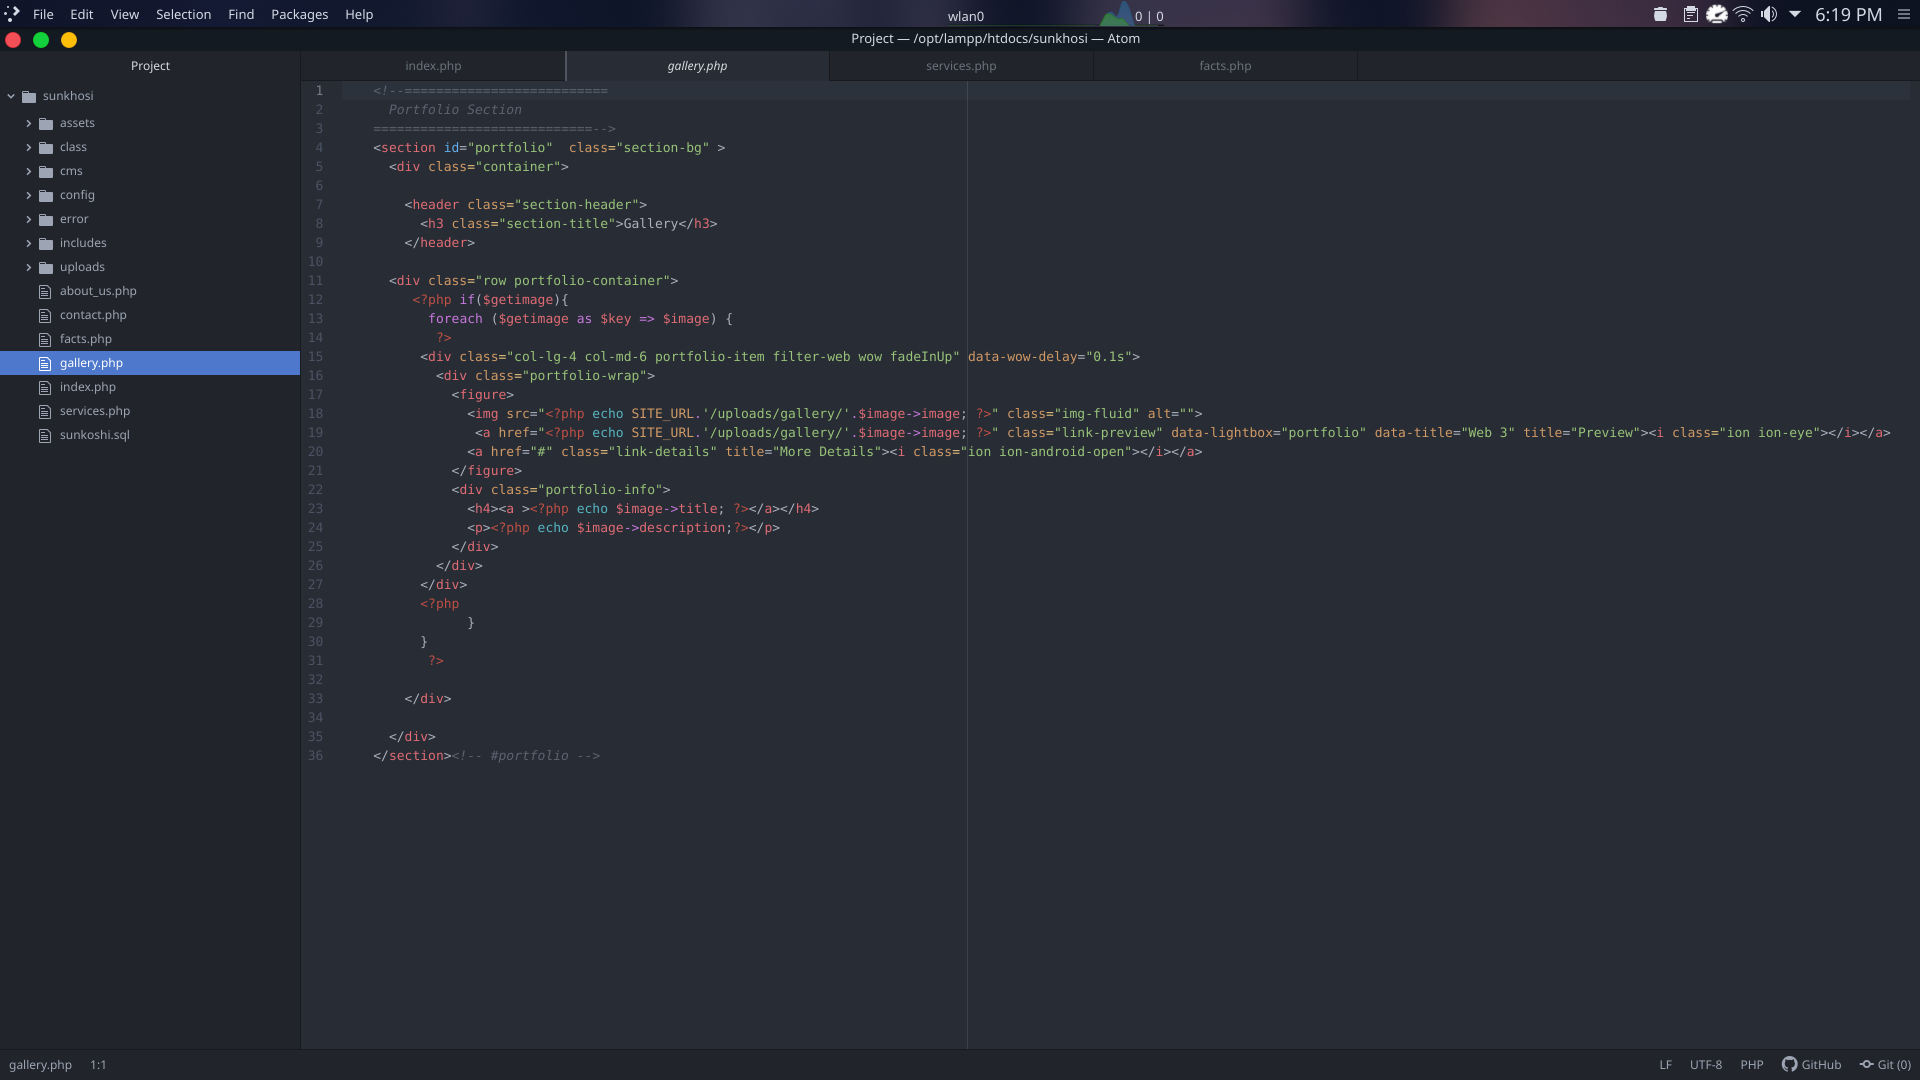 File Edit View Selection Find Packages Help
wlan0
0 | 0
6:19 PM
Project — /opt/lampp/htdocs/sunkhosi — Atom
Project
index.php
gallery.php
services.php
facts.php
sunkhosi
assets
class
cms
config
error
includes
uploads
about_us.php
contact.php
facts.php
gallery.php
index.php
services.php
sunkoshi.sql
1 <!--==========================
2 Portfolio Section
3 ============================-->
4 <section id="portfolio"  class="section-bg" >
5 <div class="container">
6
7 <header class="section-header">
8 <h3 class="section-title">Gallery</h3>
9 </header>
10
11 <div class="row portfolio-container">
12 <?php if($getimage){
13 foreach ($getimage as $key => $image) {
14 ?>
15 <div class="col-lg-4 col-md-6 portfolio-item filter-web wow fadeInUp" data-wow-delay="0.1s">
16 <div class="portfolio-wrap">
17 <figure>
18 <img src="<?php echo SITE_URL.'/uploads/gallery/'.$image->image; ?>" class="img-fluid" alt="">
19 <a href="<?php echo SITE_URL.'/uploads/gallery/'.$image->image; ?>" class="link-preview" data-lightbox="portfolio" data-title="Web 3" title="Preview"><i class="ion ion-eye"></i></a>
20 <a href="#" class="link-details" title="More Details"><i class="ion ion-android-open"></i></a>
21 </figure>
22 <div class="portfolio-info">
23 <h4><a ><?php echo $image->title; ?></a></h4>
24 <p><?php echo $image->description;?></p>
25 </div>
26 </div>
27 </div>
28 <?php
29 }
30 }
31 ?>
32
33 </div>
34
35 </div>
36 </section><!-- #portfolio -->
gallery.php 1:1
LF UTF-8 PHP GitHub Git (0)